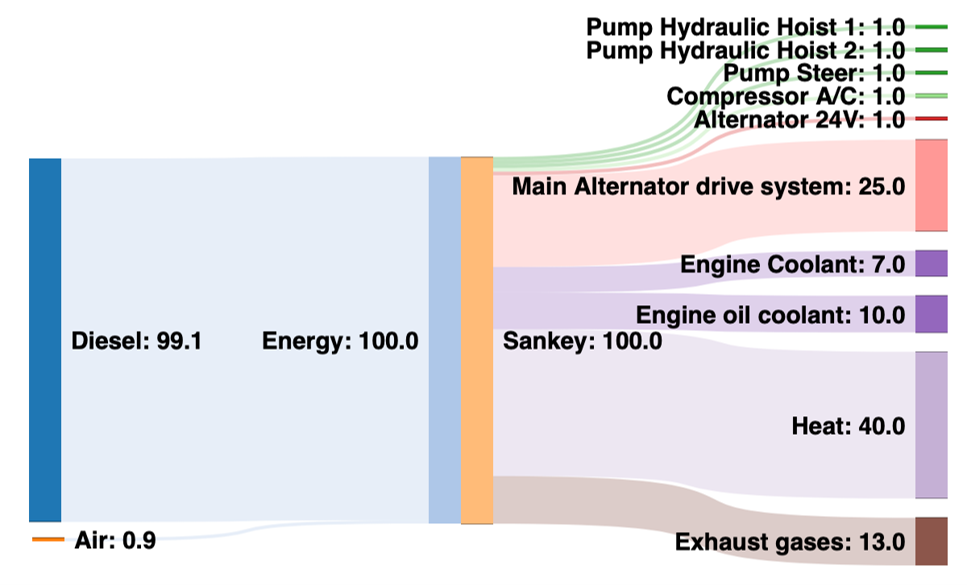 Pump Hydraulic Hoist 1: 1.0
Pump Hydraulic Hoist 2: 1.0
Pump Steer: 1.0
Compressor A/C: 1.0
Alternator 24V: 1.0
Main Alternator drive system: 25.0
Engine Coolant: 7.0
Engine oil coolant: 10.0
Diesel: 99.1
Energy: 100.0
Sankey: 100.0
Heat: 40.0
Air: 0.9
Exhaust gases: 13.0